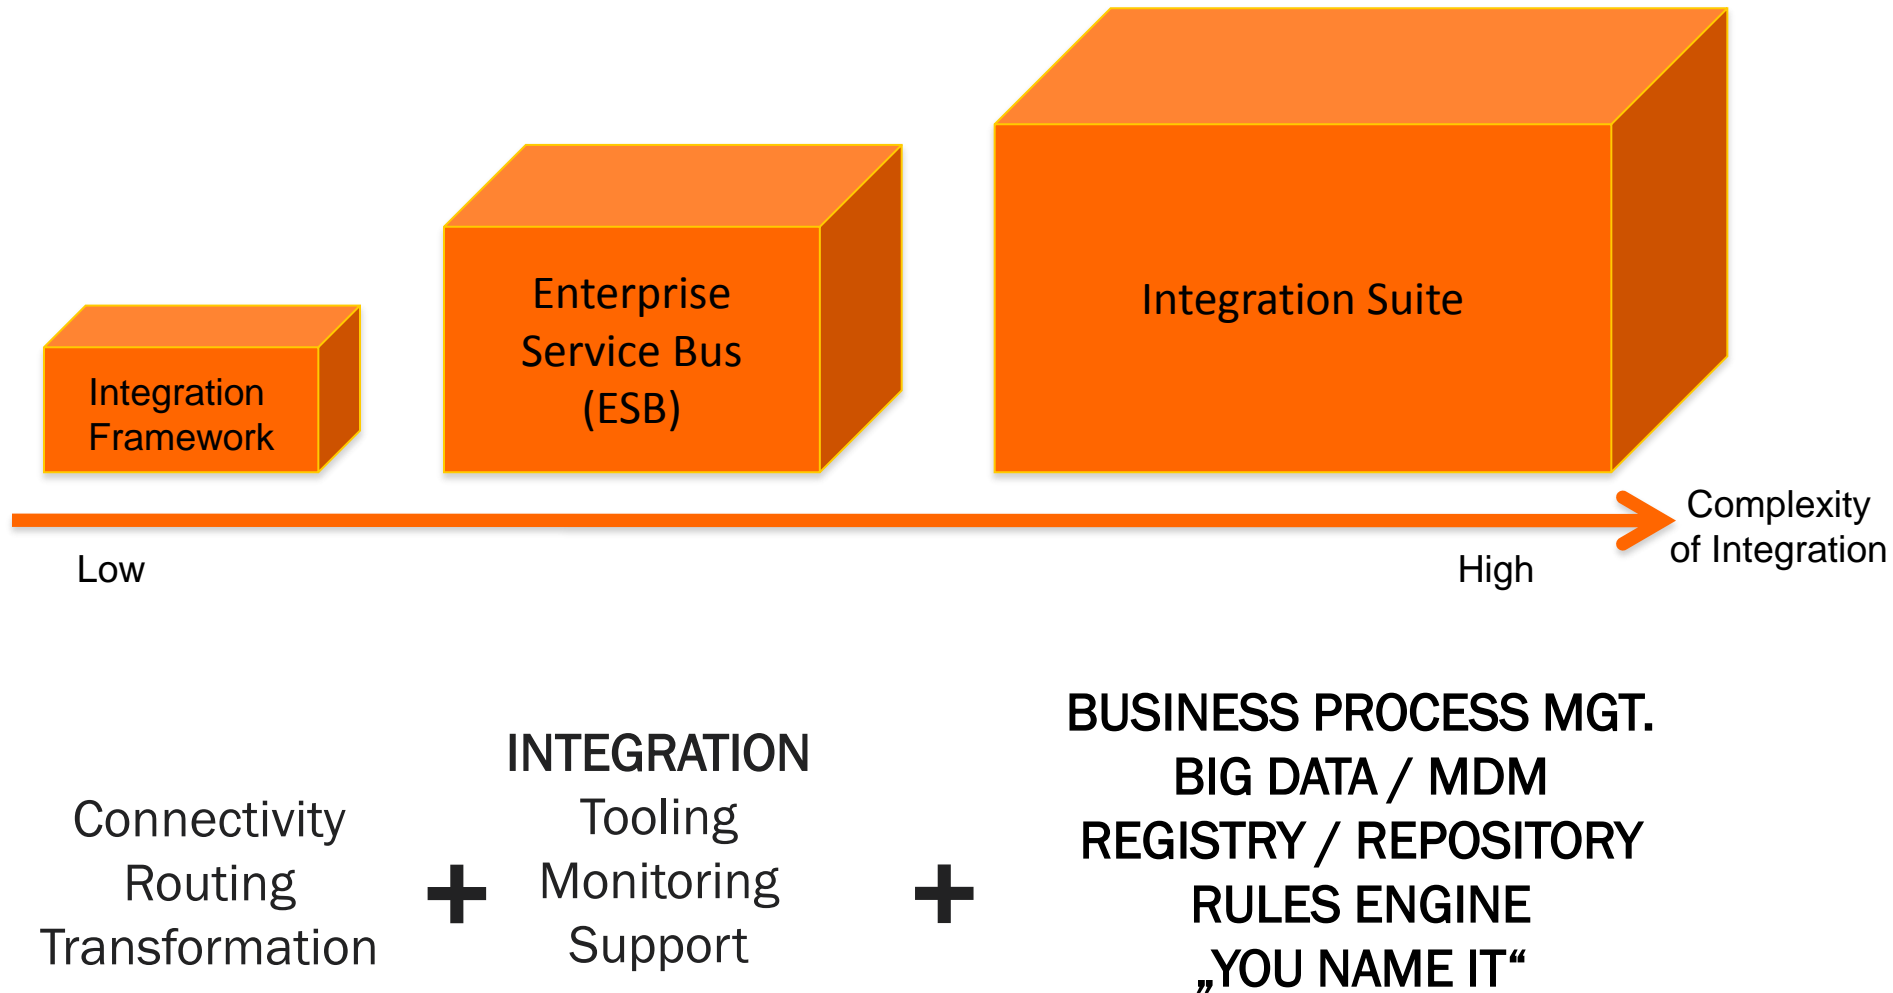 Integration
Framework
Enterprise
Service Bus
(ESB)
Integration Suite
Complexity
of Integration
Low
High
Connectivity
Routing
Transformation
+
INTEGRATION
Tooling
Monitoring
Support
+
BUSINESS PROCESS MGT.
BIG DATA / MDM
REGISTRY / REPOSITORY
RULES ENGINE
„YOU NAME IT“